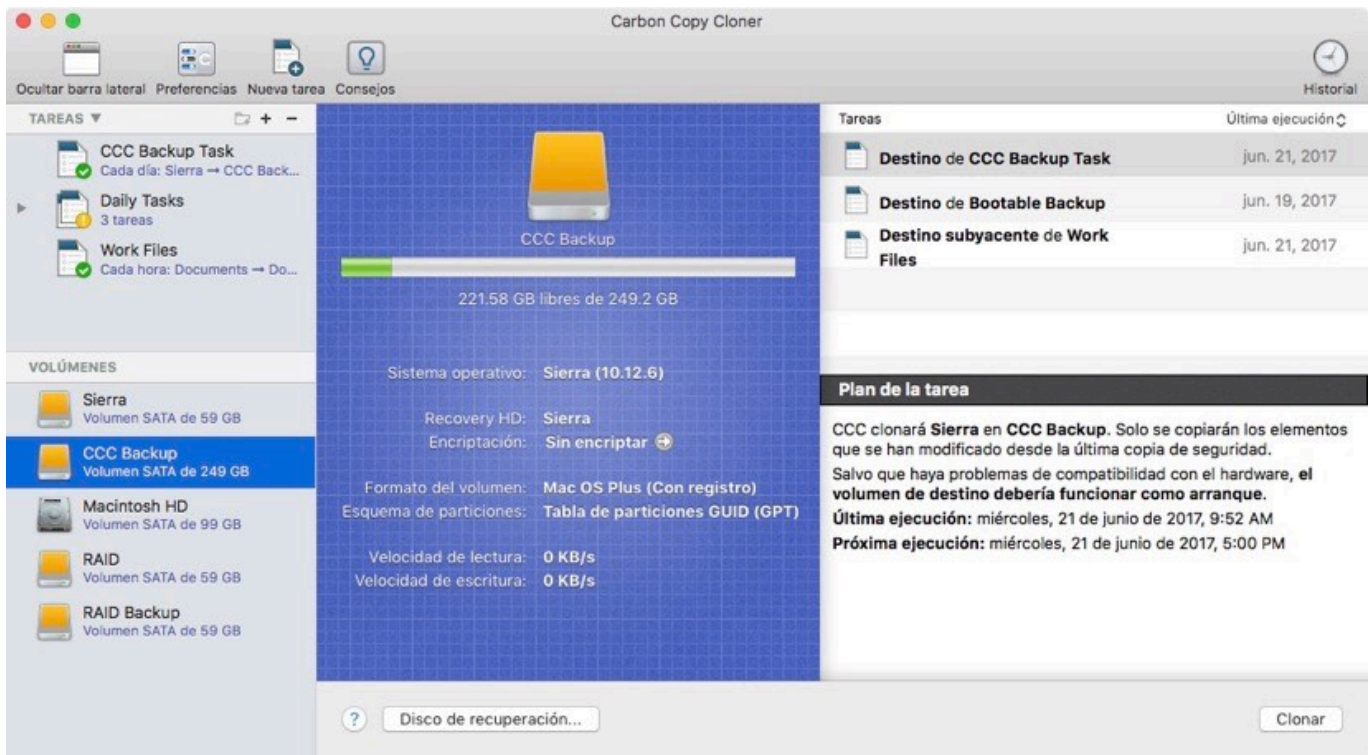 Carbon Copy Cloner
Ocultar barra lateral Preferencias Nueva tarea Consejos Historial
TAREAS
CCC Backup Task
Cada día: Sierra → CCC Back...
Daily Tasks
3 tareas
Work Files
Cada hora: Documents → Do...
VOLÚMENES
Sierra
Volumen SATA de 59 GB
CCC Backup
Volumen SATA de 249 GB
Macintosh HD
Volumen SATA de 99 GB
RAID
Volumen SATA de 59 GB
RAID Backup
Volumen SATA de 59 GB
CCC Backup
221.58 GB libres de 249.2 GB
Sistema operativo: Sierra (10.12.6)
Recovery HD: Sierra
Encriptación: Sin encriptar
Formato del volumen: Mac OS Plus (Con registro)
Esquema de particiones: Tabla de particiones GUID (GPT)
Velocidad de lectura: 0 KB/s
Velocidad de escritura: 0 KB/s
Tareas Última ejecución
Destino de CCC Backup Task jun. 21, 2017
Destino de Bootable Backup jun. 19, 2017
Destino subyacente de Work
Files jun. 21, 2017
Plan de la tarea
CCC clonará Sierra en CCC Backup. Solo se copiarán los elementos
que se han modificado desde la última copia de seguridad.
Salvo que haya problemas de compatibilidad con el hardware, el
volumen de destino debería funcionar como arranque.
Última ejecución: miércoles, 21 de junio de 2017, 9:52 AM
Próxima ejecución: miércoles, 21 de junio de 2017, 5:00 PM
? Disco de recuperación... Clonar